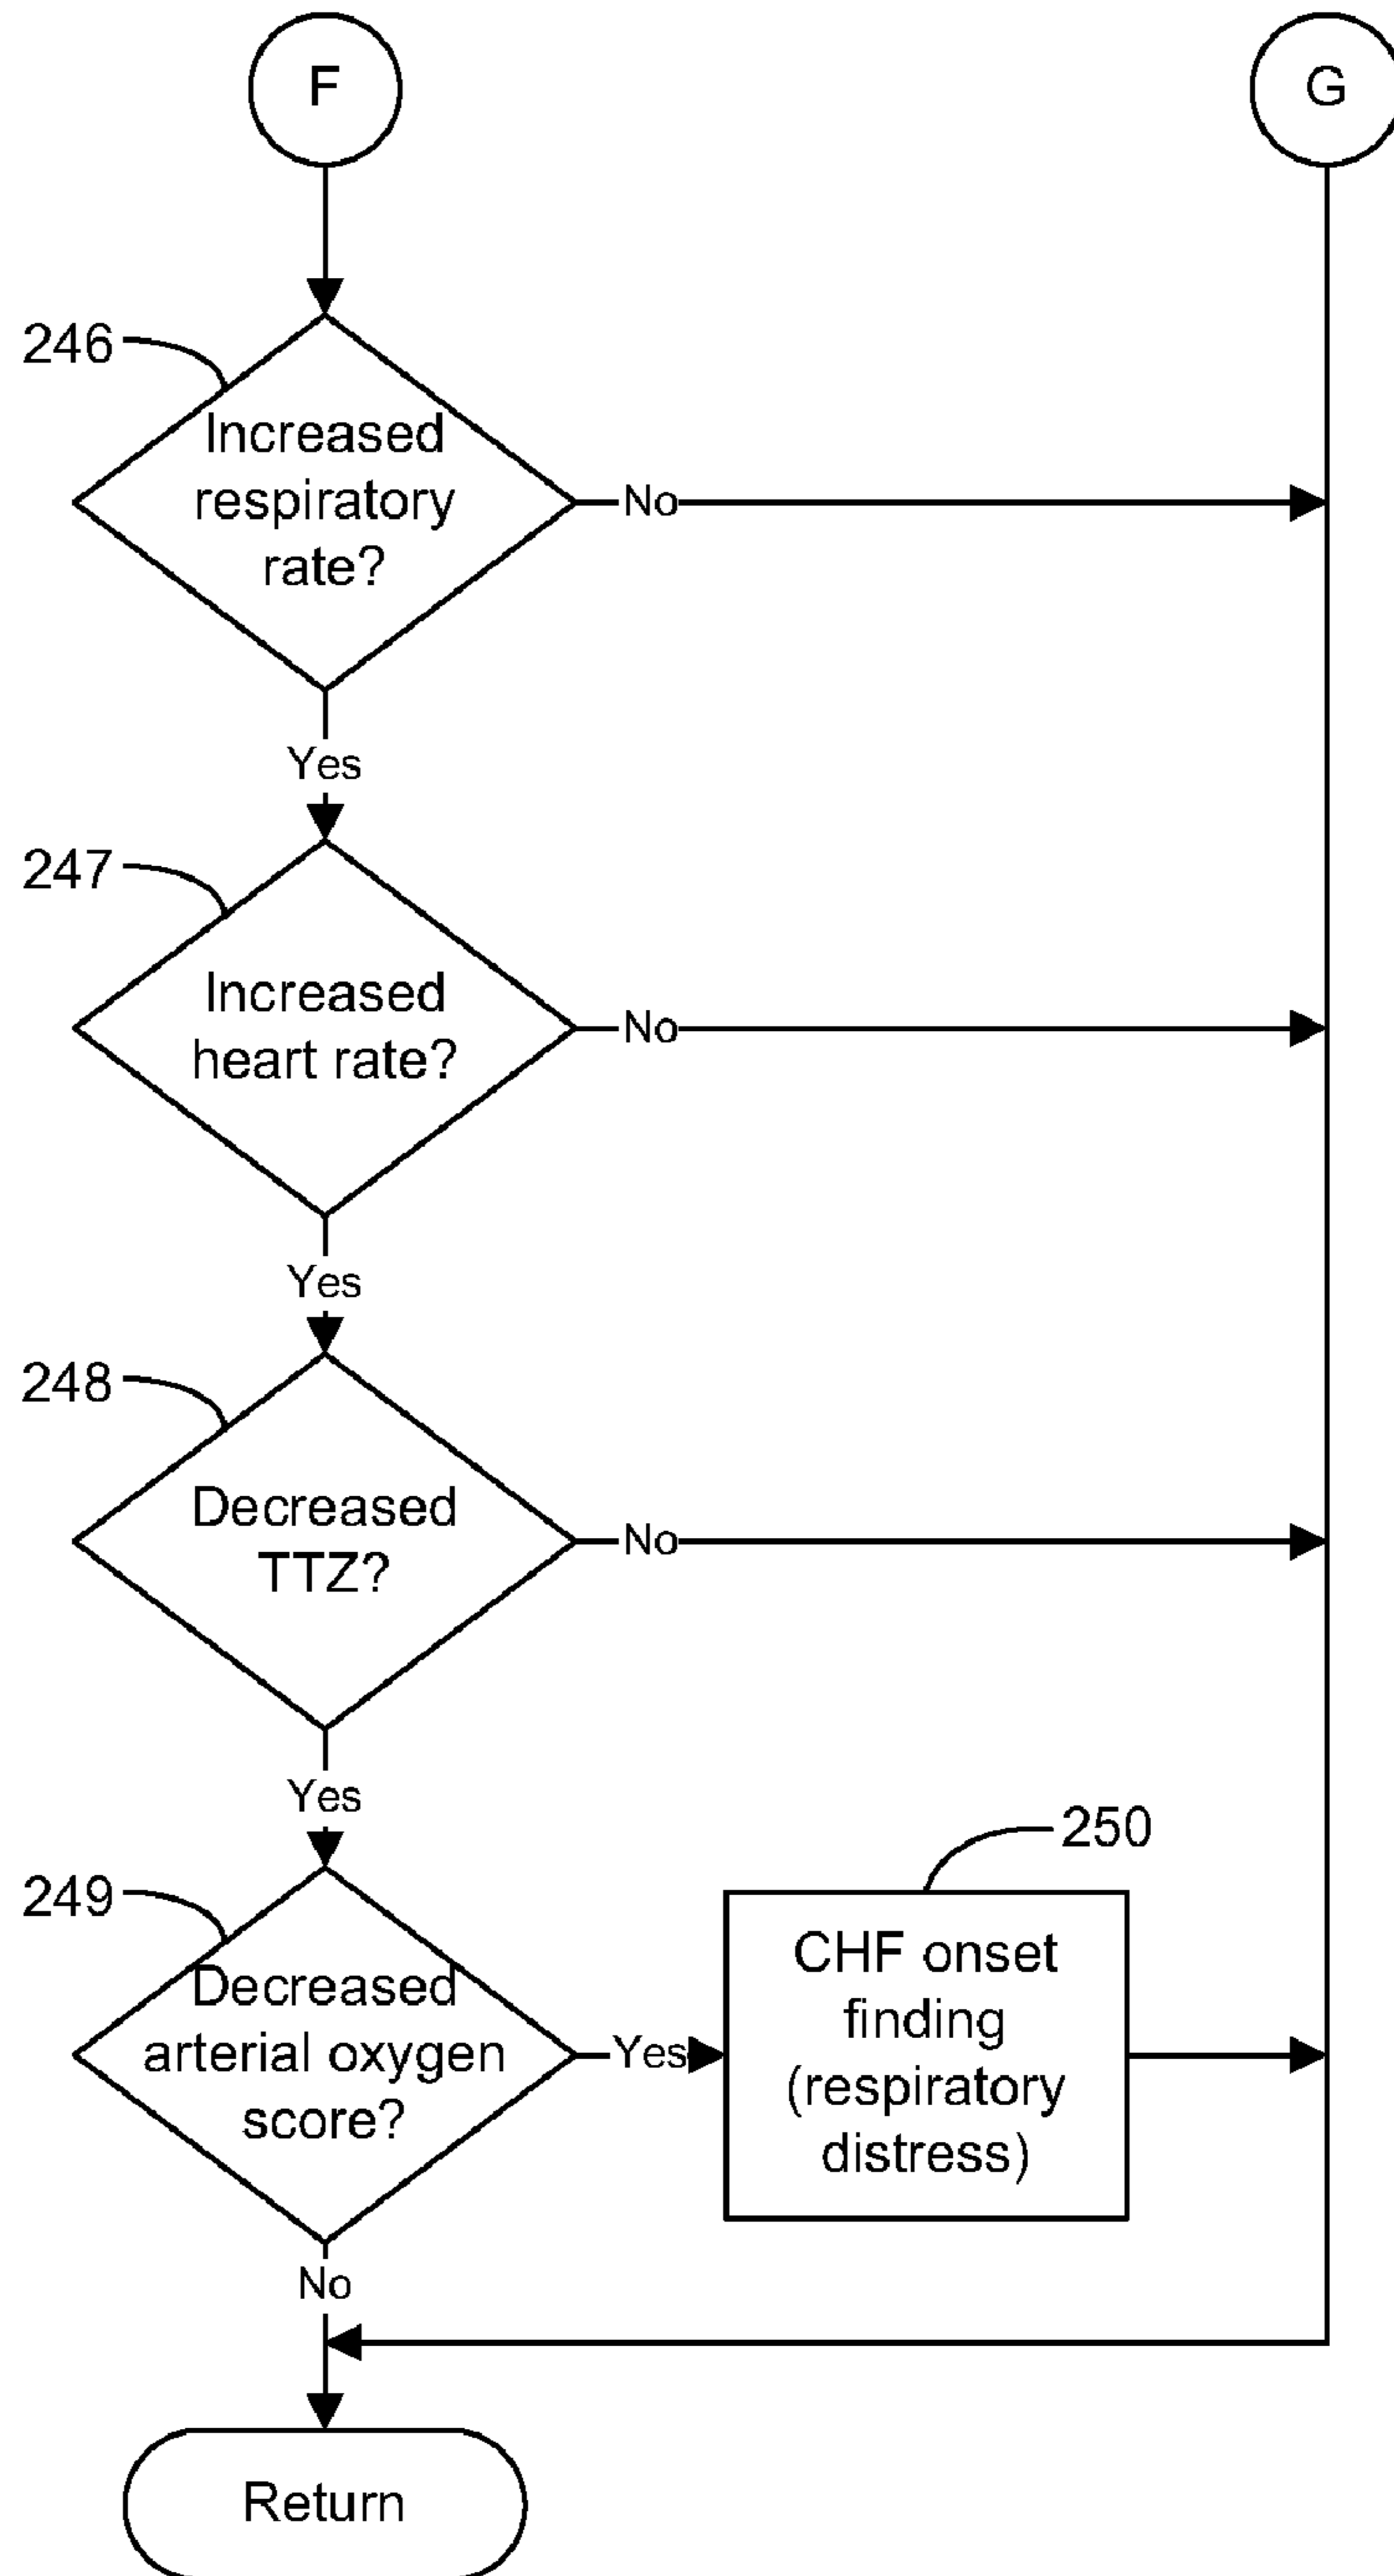 F
G
246
Increased
respiratory
rate?
No
Yes
247
Increased
heart rate?
No
Yes
248
Decreased
TTZ?
No
Yes
249
Decreased
arterial oxygen
score?
Yes
250
CHF onset
finding
(respiratory
distress)
No
Return